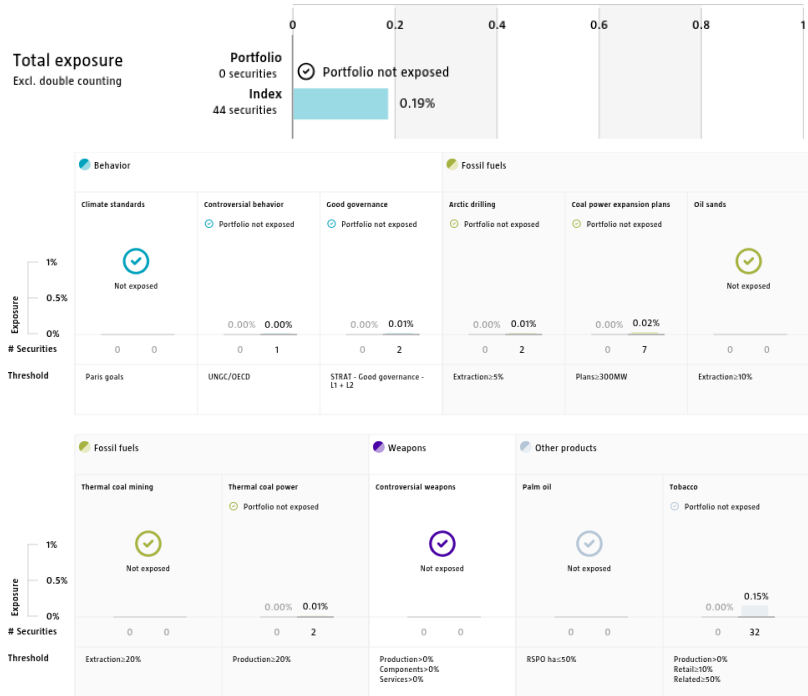 0 0.2 0.4 0.6 0.8 1
Total exposure
Excl. double counting
Portfolio
0 securities
Portfolio not exposed
Index
44 securities
0.19%
Behavior Fossil fuels
Climate standards Controversial behavior Good governance Arctic drilling Coal power expansion plans Oil sands
Portfolio not exposed Portfolio not exposed Portfolio not exposed Portfolio not exposed
Not exposed Not exposed
Exposure
1%
0.5%
0%
0.00% 0.00% 0.00% 0.01% 0.00% 0.01% 0.00% 0.02%
# Securities 0 0 0 1 0 2 0 2 0 7 0 0
Threshold Paris goals UNGC/OECD STRAT - Good governance - Extraction≥5% Plans≥300MW Extraction≥10%
L1 + L2
Fossil fuels Weapons Other products
Thermal coal mining Thermal coal power Controversial weapons Palm oil Tobacco
Portfolio not exposed Portfolio not exposed
Not exposed Not exposed Not exposed
Exposure
1%
0.5%
0%
0.00% 0.01% 0.00% 0.15%
# Securities 0 0 0 2 0 0 0 0 0 32
Threshold Extraction≥20% Production≥20% Production>0% RSPO ha≤50% Production>0%
Components>0% Retail≥10%
Services>0% Related≥50%